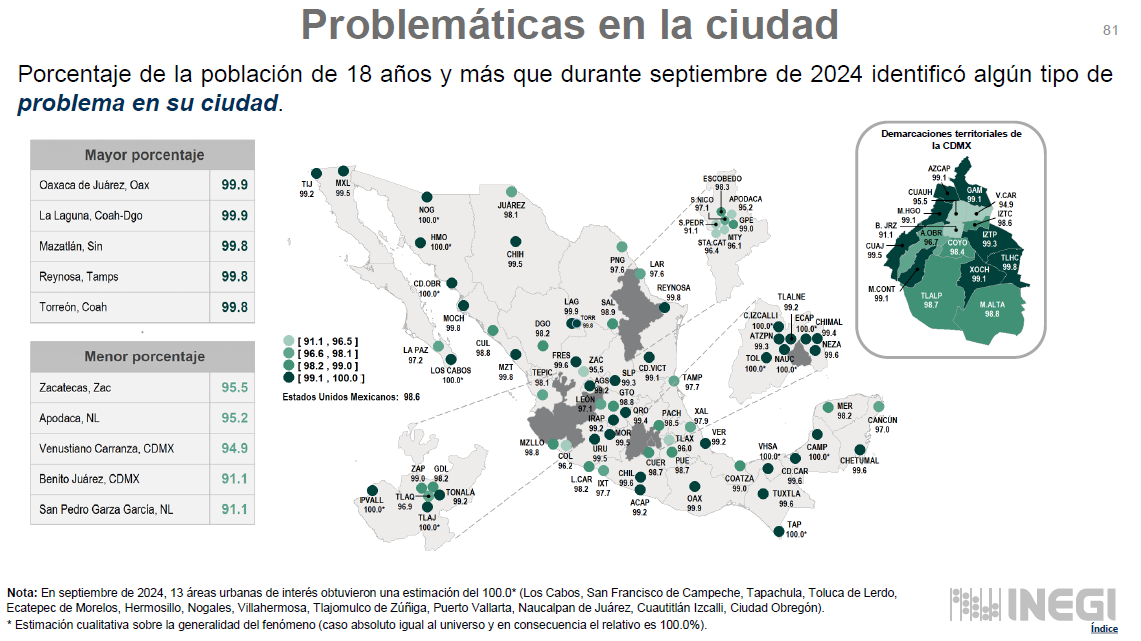 Problemáticas en la ciudad
81
Porcentaje de la población de 18 años y más que durante septiembre de 2024 identificó algún tipo de
problema en su ciudad.
Mayor porcentaje
Oaxaca de Juárez, Oax 99.9
La Laguna, Coah-Dgo 99.9
Mazatlán, Sin 99.8
Reynosa, Tamps 99.8
Torreón, Coah 99.8
Menor porcentaje
Zacatecas, Zac 95.5
Apodaca, NL 95.2
Venustiano Carranza, CDMX 94.9
Benito Juárez, CDMX 91.1
San Pedro Garza García, NL 91.1
[ 91.1 , 96.5 ]
[ 96.6 , 98.1 ]
[ 98.2 , 99.0 ]
[ 99.1 , 100.0 ]
Estados Unidos Mexicanos: 98.6
TIJ
99.2
MXL
99.5
NOG
100.0*
HMO
100.0*
JUÁREZ
98.1
CHIH
99.5
CD.OBR
100.0*
MOCH
99.8
LA PAZ
97.2
LOS CABOS
100.0*
CUL
98.8
MZT
99.8
DGO
98.2
LAG
99.9
TORR
99.8
SAL
98.9
PNG
97.6
LAR
97.6
REYNOSA
99.8
FRES
99.6
ZAC
95.5
TEPIC
98.1
AGS
99.2
SLP
99.3
CD.VICT
99.1
TAMP
97.7
LEÓN
97.1
GTO
98.8
IRAP
99.2
QRO
99.4
MOR
99.5
URU
99.5
PACH
98.5
XAL
97.9
VER
99.2
TLAX
96.0
PUE
98.7
CUER
98.7
MZLLO
98.8
COL
96.2
L.CAR
98.2
IXT
97.7
CHIL
99.6
ACAP
99.2
OAX
99.9
COATZA
99.0
VHSA
100.0*
CD.CAR
99.6
TUXTLA
99.6
TAP
100.0*
CAMP
100.0*
MER
98.2
CANCÚN
97.0
CHETUMAL
99.6
ESCOBEDO
98.3
S.NICO
97.1
APODACA
95.2
S.PEDR
91.1
GPE
99.0
MTY
96.1
STA.CAT
96.4
TLALNE
99.2
C.IZCALLI
100.0*
ECAP
100.0*
CHIMAL
99.4
ATZPN
99.3
NEZA
99.6
TOL
100.0*
NAUC
100.0*
ZAP
99.0
GDL
98.2
TONALA
99.2
TLAQ
96.9
TLAJ
100.0*
PVALL
100.0*
Demarcaciones territoriales de
la CDMX
AZCAP
99.1
GAM
99.1
CUAUH
95.5
V.CAR
94.9
M.HGO
99.1
IZTC
98.6
B. JRZ
91.1
A.OBR
96.7
COYO
98.4
IZTP
99.3
CUAJ
99.5
TLHC
99.8
XOCH
99.1
M.CONT
99.1
TLALP
98.7
M.ALTA
98.8
Nota: En septiembre de 2024, 13 áreas urbanas de interés obtuvieron una estimación del 100.0* (Los Cabos, San Francisco de Campeche, Tapachula, Toluca de Lerdo,
Ecatepec de Morelos, Hermosillo, Nogales, Villahermosa, Tlajomulco de Zúñiga, Puerto Vallarta, Naucalpan de Juárez, Cuautitlán Izcalli, Ciudad Obregón).
* Estimación cualitativa sobre la generalidad del fenómeno (caso absoluto igual al universo y en consecuencia el relativo es 100.0%).
INEGI
Índice